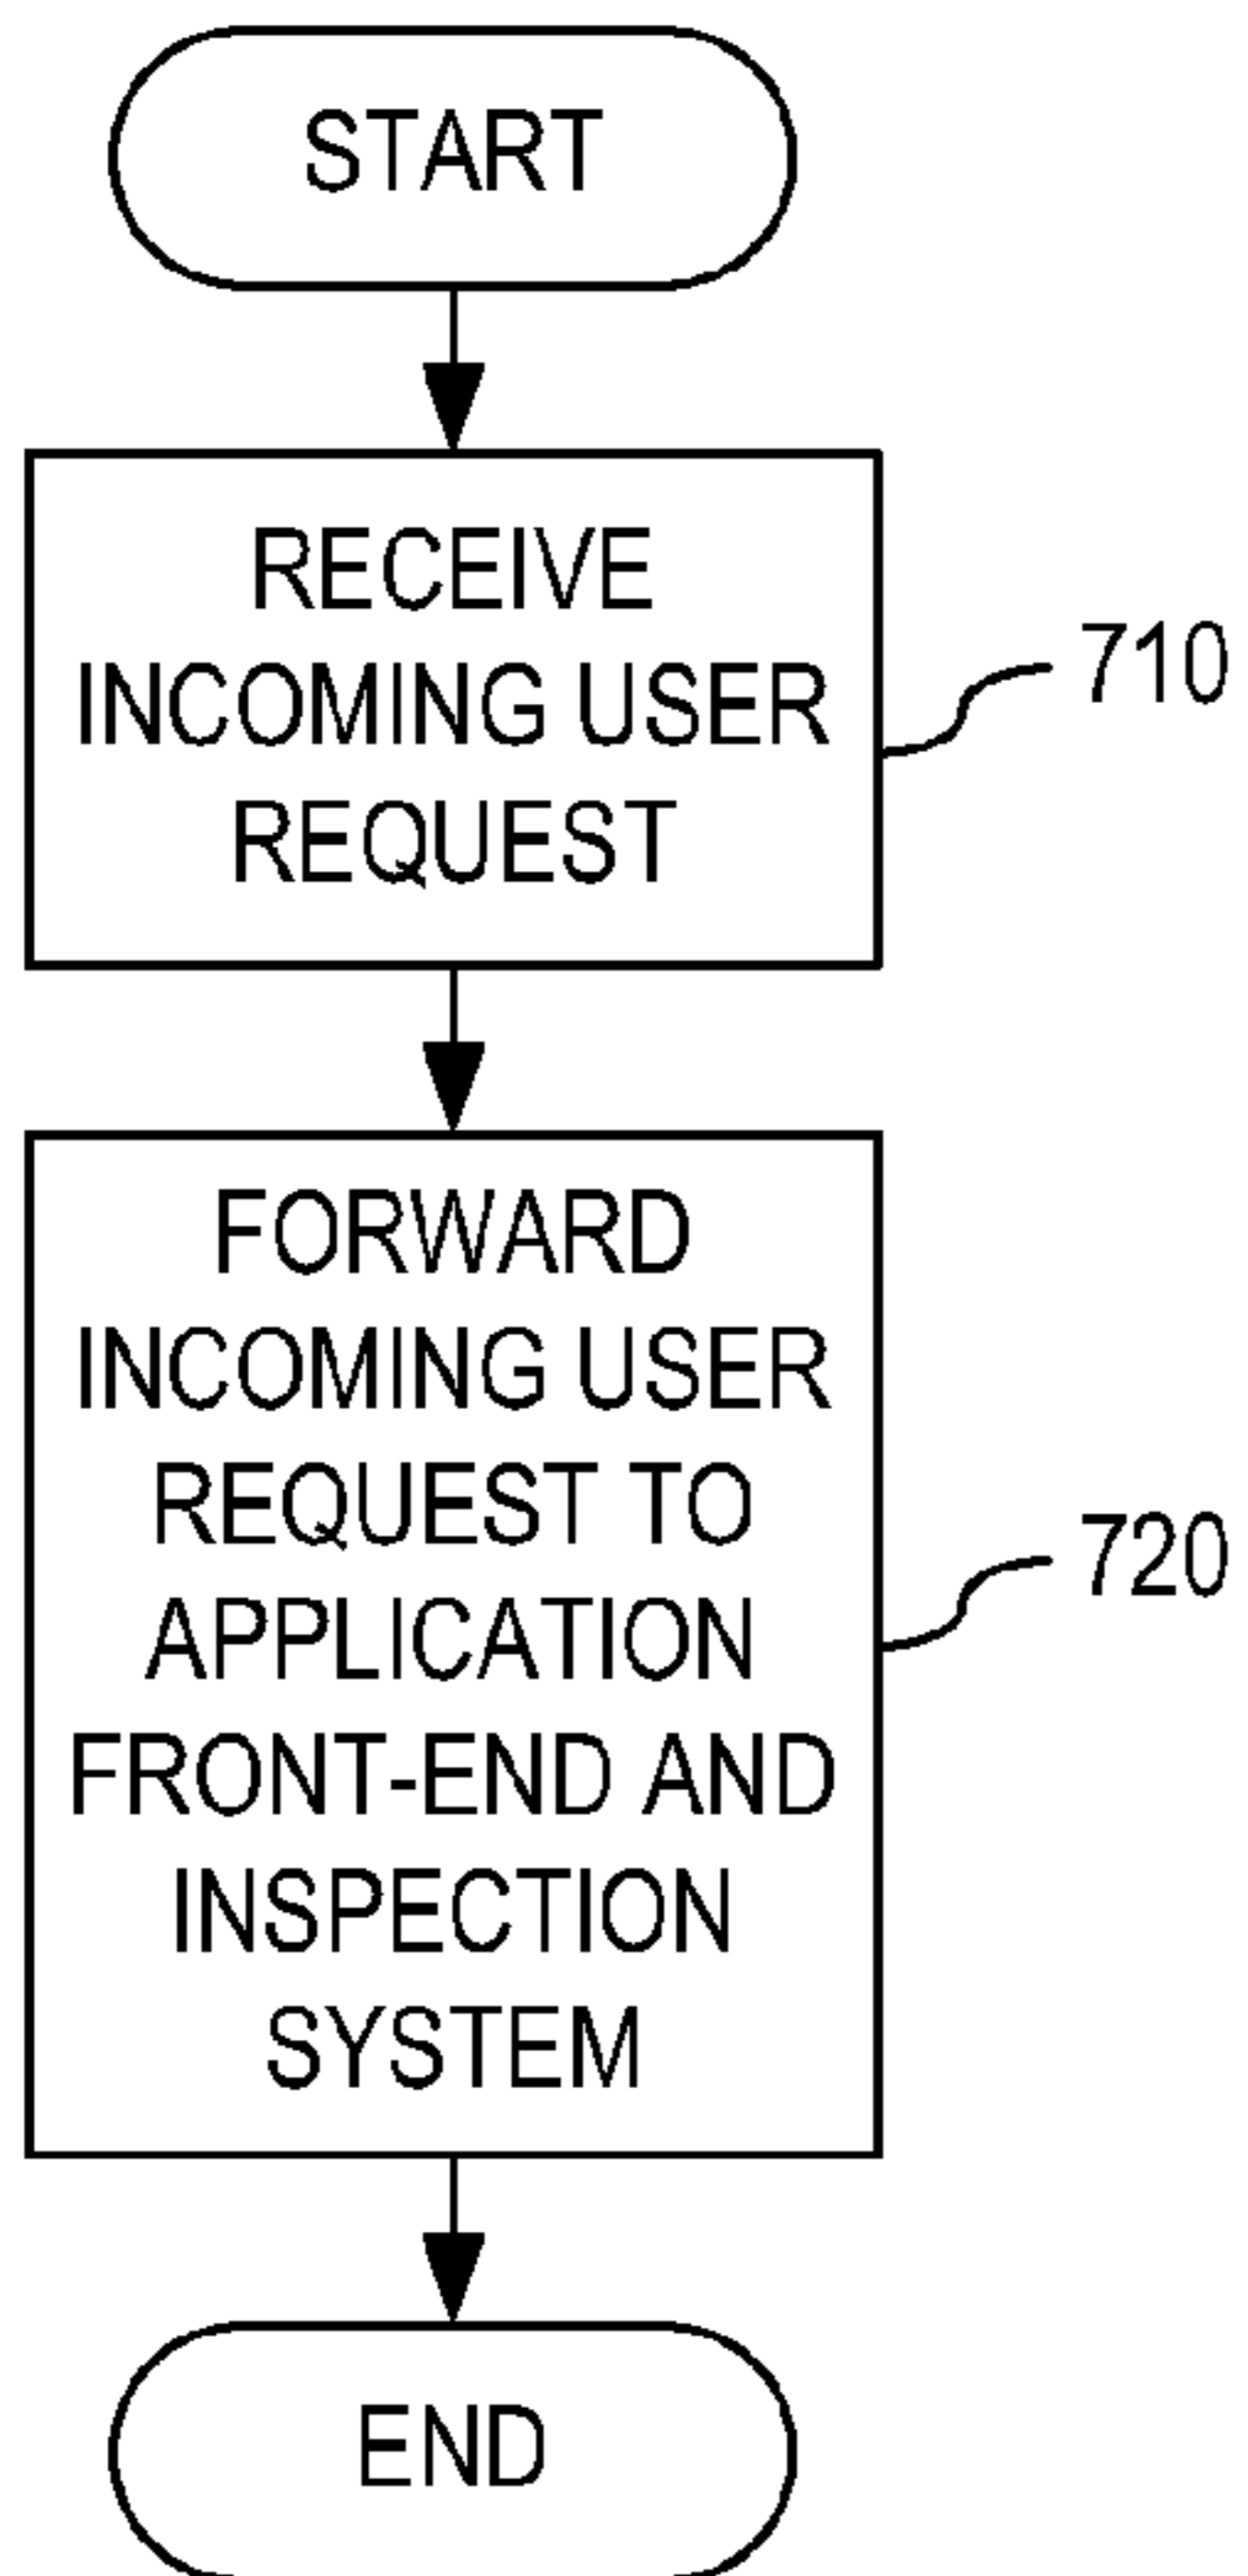 START
RECEIVE
INCOMING USER
REQUEST
710
FORWARD
INCOMING USER
REQUEST TO
APPLICATION
FRONT-END AND
INSPECTION
SYSTEM
720
END